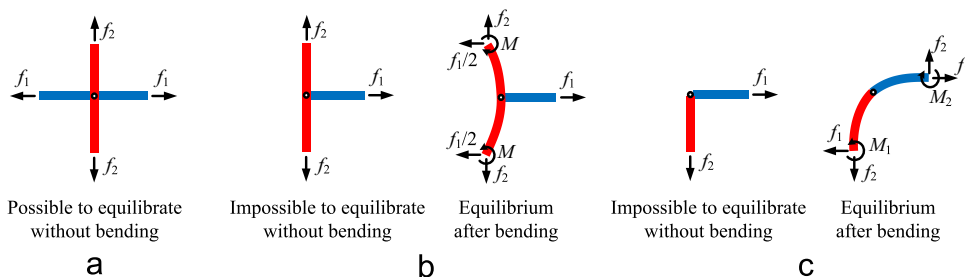 f2
f1
f1
f2
Possible to equilibrate
without bending
a
f2
f1
f2
Impossible to equilibrate
without bending
f2
M
f1/2
f1
f1/2
M
f2
Equilibrium
after bending
b
f1
f2
Impossible to equilibrate
without bending
f2
f
M2
f1
M1
f2
Equilibrium
after bending
c